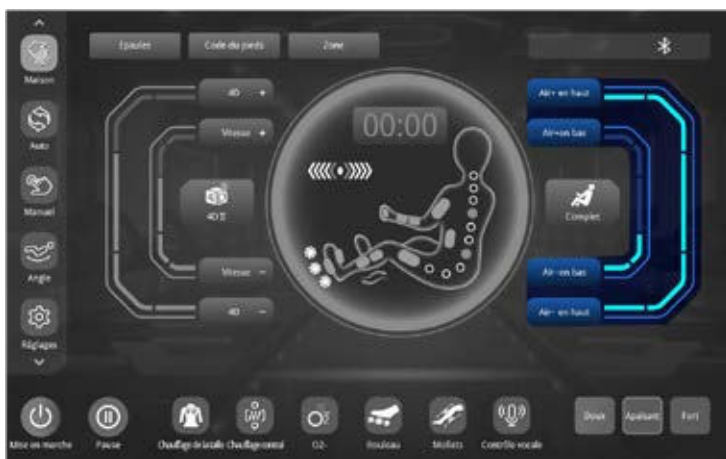 Epaules
Code du pieds
Zone
Maison
Auto
Manuel
Angle
Réglages
4D +
Vitesse +
4D II
Vitesse −
4D −
00:00
Air+ en haut
Air+en bas
Complet
Air- en bas
Air- en haut
Mise en marche
Pause
Chauffage de la taille
Chauffage central
O2-
Rouleau
Mollets
Contrôle vocale
Doux
Apaisant
Fort